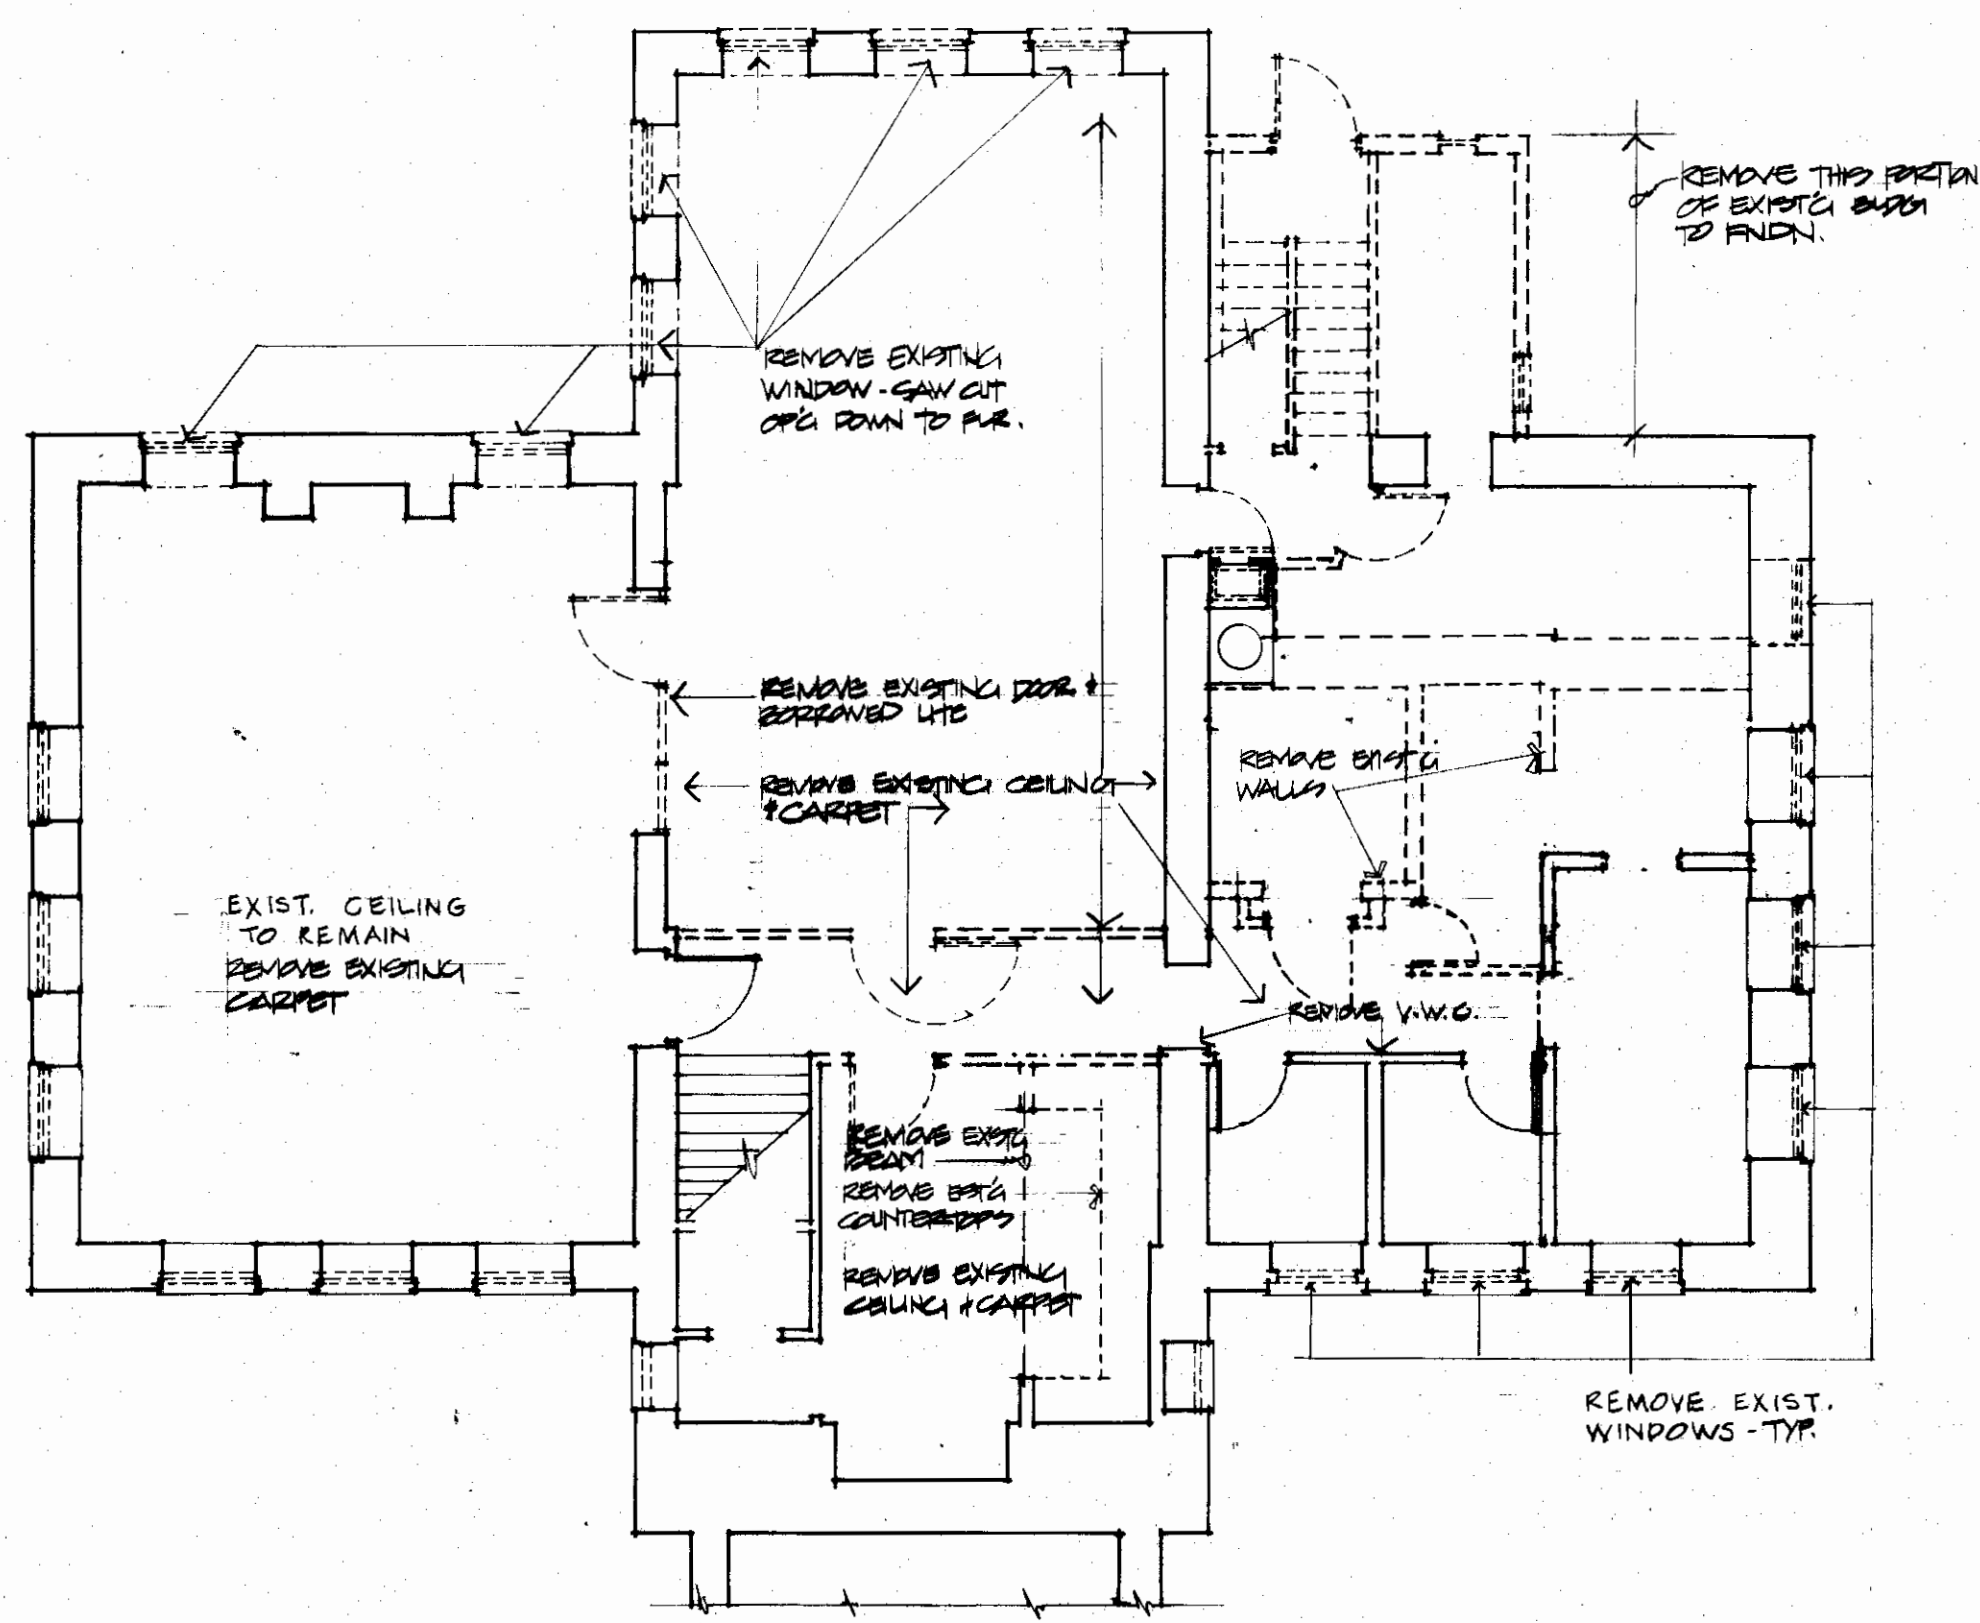 REMOVE THIS PORTION
OF EXIST'G BLDG
TO FNDN.
REMOVE EXISTING
WINDOW - SAW CUT
OP'G DOWN TO FLR.
REMOVE EXISTING DOOR &
BORROWED LITE
REMOVE EXIST'G
WALLS
REMOVE EXISTING CEILING
& CARPET
EXIST. CEILING
TO REMAIN
REMOVE EXISTING
CARPET
REMOVE V.W.C.
REMOVE EXIST'G
BEAM
REMOVE EXIST'G
COUNTERTOPS
REMOVE EXISTING
CEILING & CARPET
REMOVE EXIST.
WINDOWS - TYP.